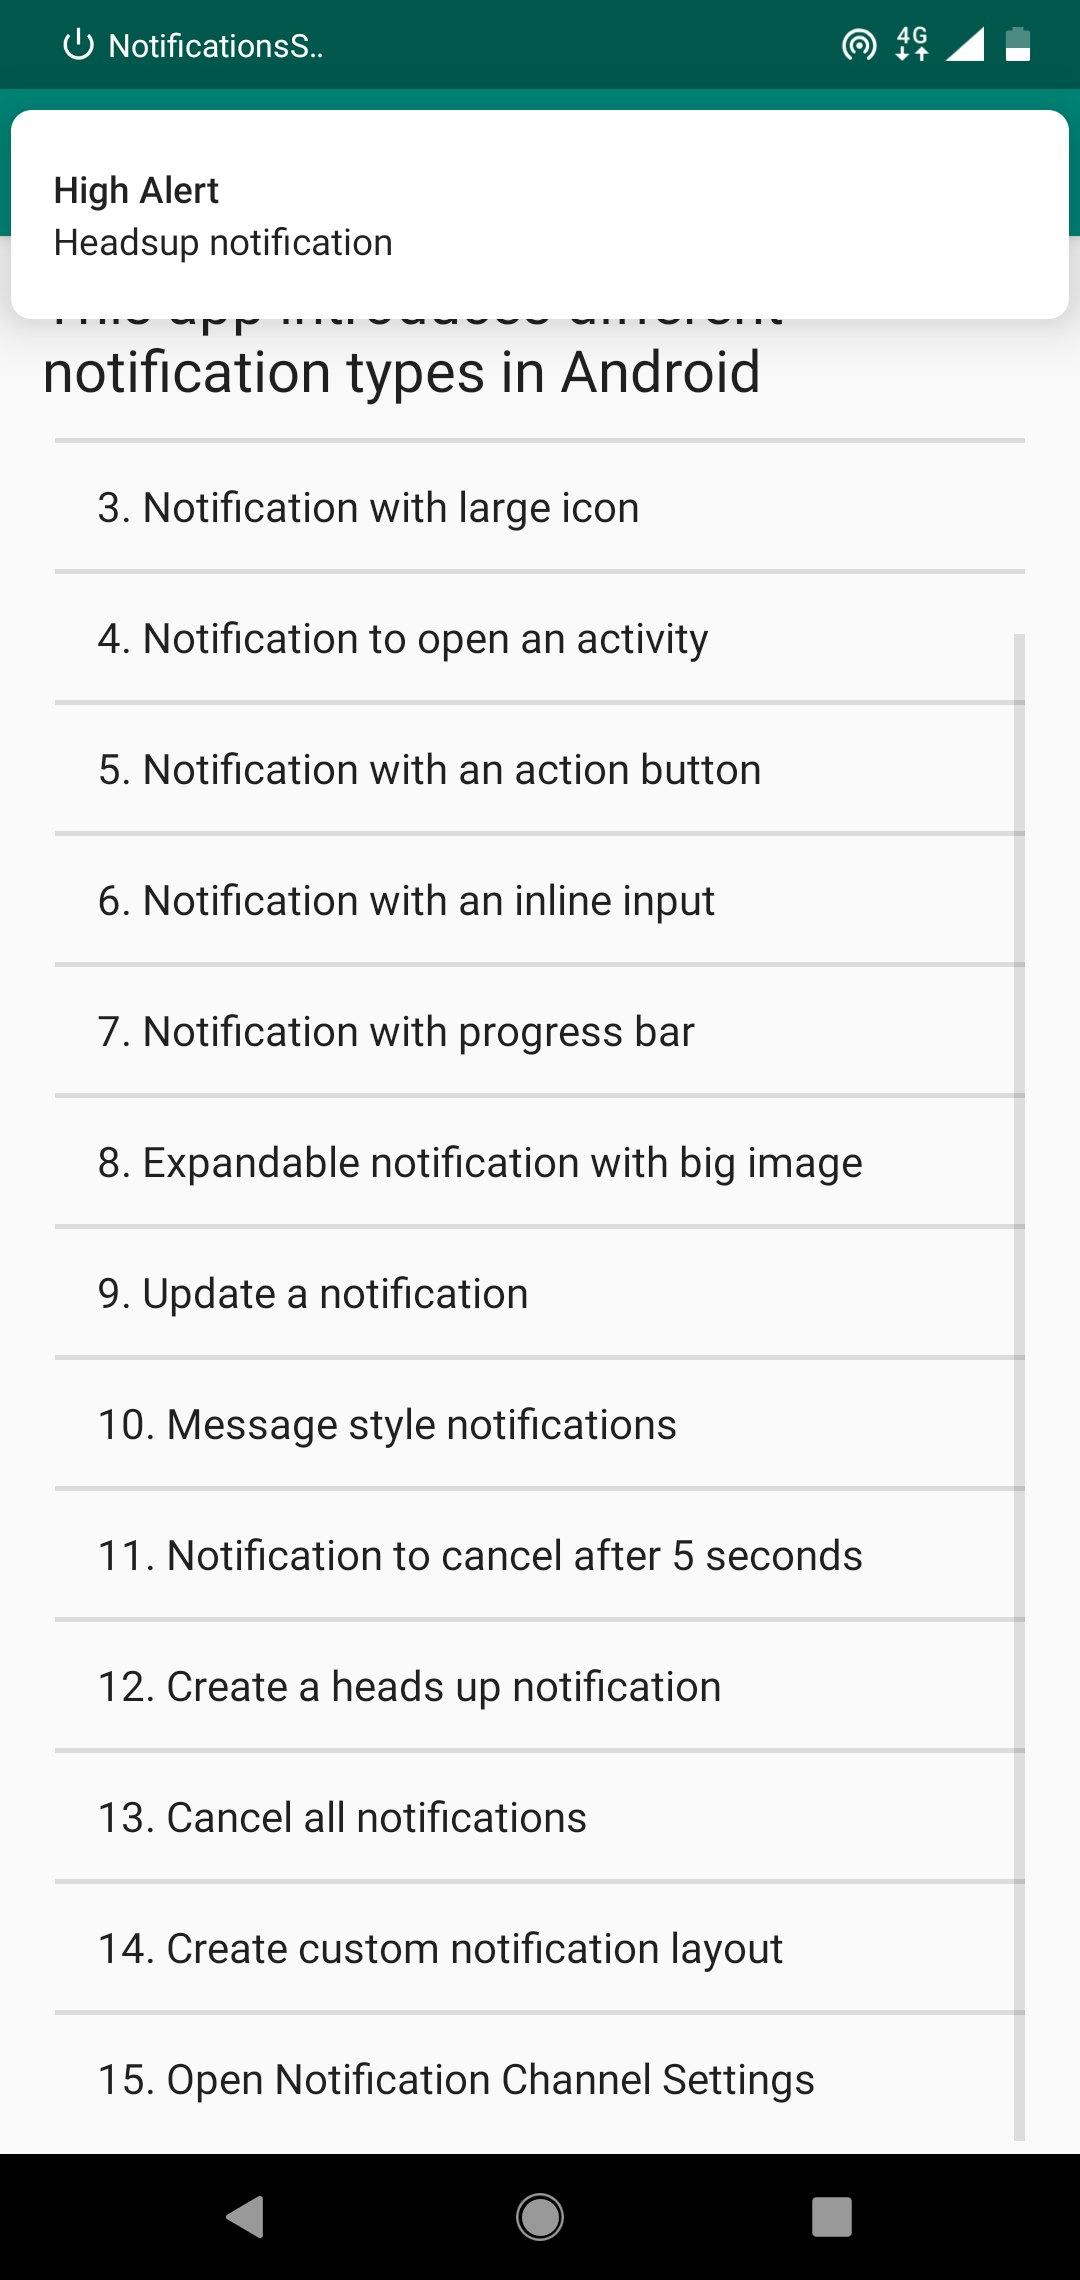 NotificationsS..
4G
High Alert
Headsup notification
This app introduces different
notification types in Android
3. Notification with large icon
4. Notification to open an activity
5. Notification with an action button
6. Notification with an inline input
7. Notification with progress bar
8. Expandable notification with big image
9. Update a notification
10. Message style notifications
11. Notification to cancel after 5 seconds
12. Create a heads up notification
13. Cancel all notifications
14. Create custom notification layout
15. Open Notification Channel Settings